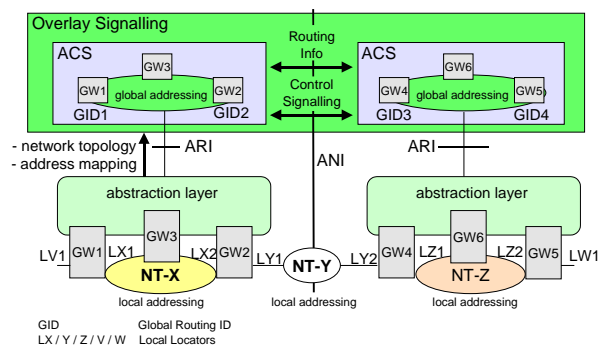 Overlay Signalling
ACS
Routing
Info
ACS
GW3
GW1
GW2
global addressing
GID1
GID2
Control
Signalling
GW6
GW4
GW5
global addressing
GID3
GID4
- network topology
- address mapping
ARI
ANI
ARI
abstraction layer
abstraction layer
GW1
GW3
GW2
GW4
GW6
GW5
LV1
LX1
LX2
LY1
NT-Y
LY2
LZ1
LZ2
LW1
NT-X
NT-Z
local addressing
local addressing
local addressing
GID Global Routing ID
LX / Y / Z / V / W Local Locators